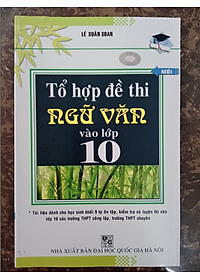 LÊ XUÂN SOAN
MỚI
Tổ hợp đề thi
NGỮ VĂN
vào lớp
10
* Tài liệu dành cho học sinh khối 9 tự ôn tập, kiểm tra và luyện thi vào
lớp 10 các trường THPT công lập, trường THPT chuyên
NHÀ XUẤT BẢN ĐẠI HỌC QUỐC GIA HÀ NỘI